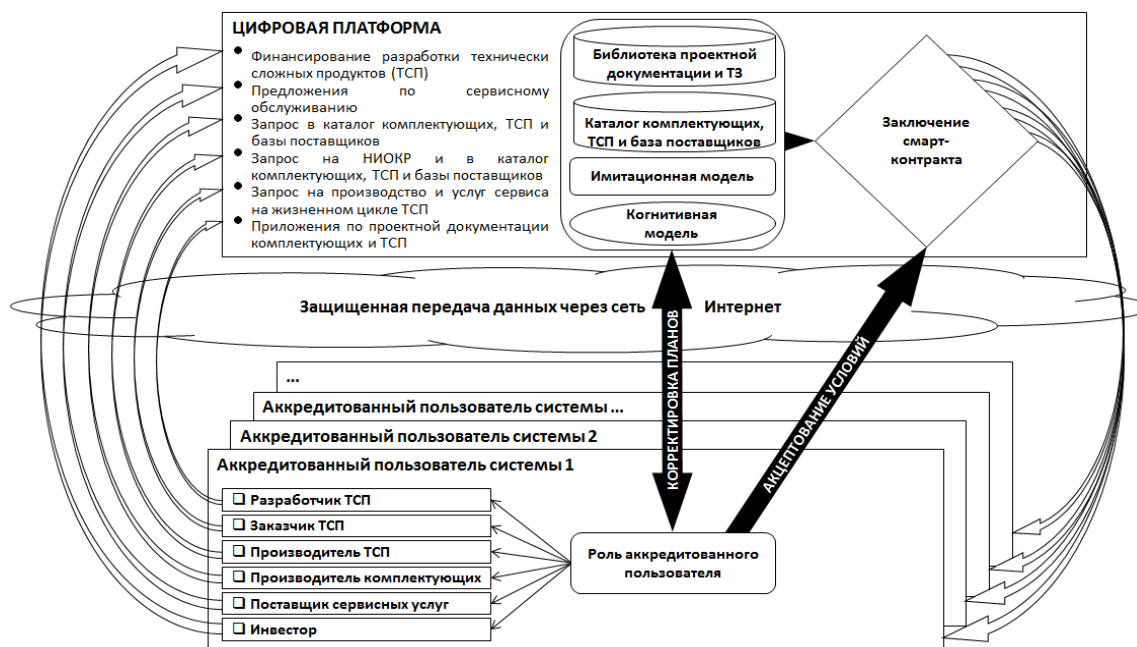 ЦИФРОВАЯ ПЛАТФОРМА
Финансирование разработки технически
сложных продуктов (ТСП)
Предложения по сервисному
обслуживанию
Запрос в каталог комплектующих, ТСП и
базы поставщиков
Запрос на НИОКР и в каталог
комплектующих, ТСП и базы поставщиков
Запрос на производство и услуг сервиса
на жизненном цикле ТСП
Приложения по проектной документации
комплектующих и ТСП
Библиотека проектной
документации и ТЗ
Каталог комплектующих,
ТСП и база поставщиков
Имитационная модель
Когнитивная
модель
Заключение
смарт-
контракта
Защищенная передача данных через сеть Интернет
КОРРЕКТИРОВКА ПЛАНОВ
АКЦЕПТОВАНИЕ УСЛОВИЙ
...
Аккредитованный пользователь системы ...
Аккредитованный пользователь системы 2
Аккредитованный пользователь системы 1
Разработчик ТСП
Заказчик ТСП
Производитель ТСП
Производитель комплектующих
Поставщик сервисных услуг
Инвестор
Роль аккредитованного
пользователя